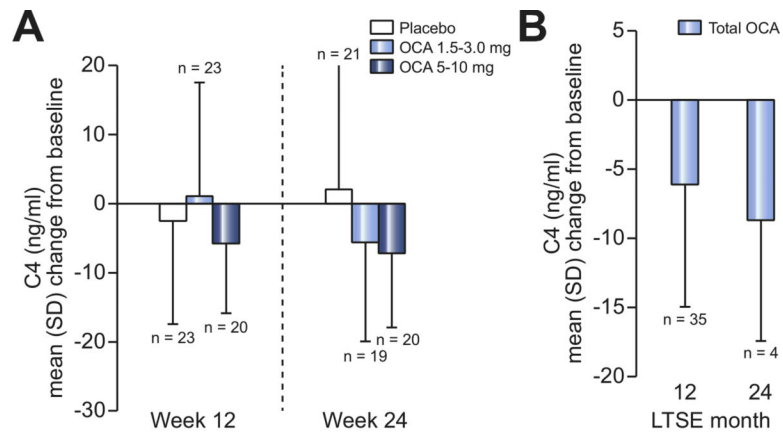 A
Placebo
OCA 1.5-3.0 mg
OCA 5-10 mg
C4 (ng/ml)
mean (SD) change from baseline
20
10
0
-10
-20
-30
n = 23
n = 23
n = 20
n = 21
n = 19
n = 20
Week 12
Week 24
B
Total OCA
C4 (ng/ml)
mean (SD) change from baseline
5
0
-5
-10
-15
-20
n = 35
n = 4
12
24
LTSE month